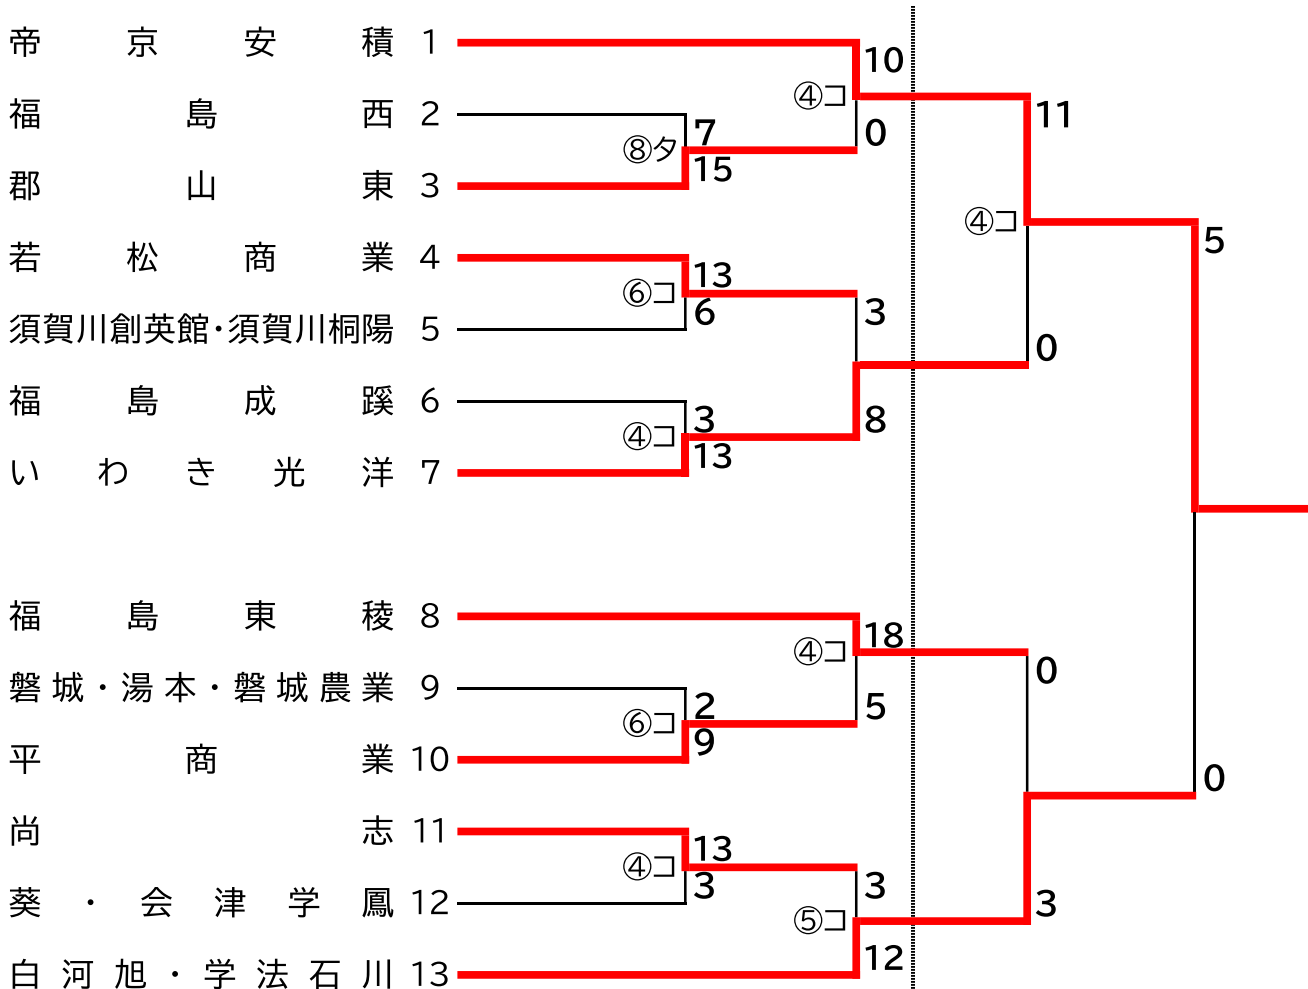 帝京安積 1
10
④コ
11
福島西 2
7
0
⑧タ
15
郡山東 3
④コ
5
若松商業 4
13
⑥コ
3
6
須賀川創英館・須賀川桐陽 5
0
福島成蹊 6
3
8
④コ
13
いわき光洋 7
福島東稜 8
18
④コ
0
磐城・湯本・磐城農業 9
2
5
⑥コ
9
平商業 10
0
尚志 11
13
④コ
3
3
葵・会津学鳳 12
3
⑤コ
12
白河旭・学法石川 13